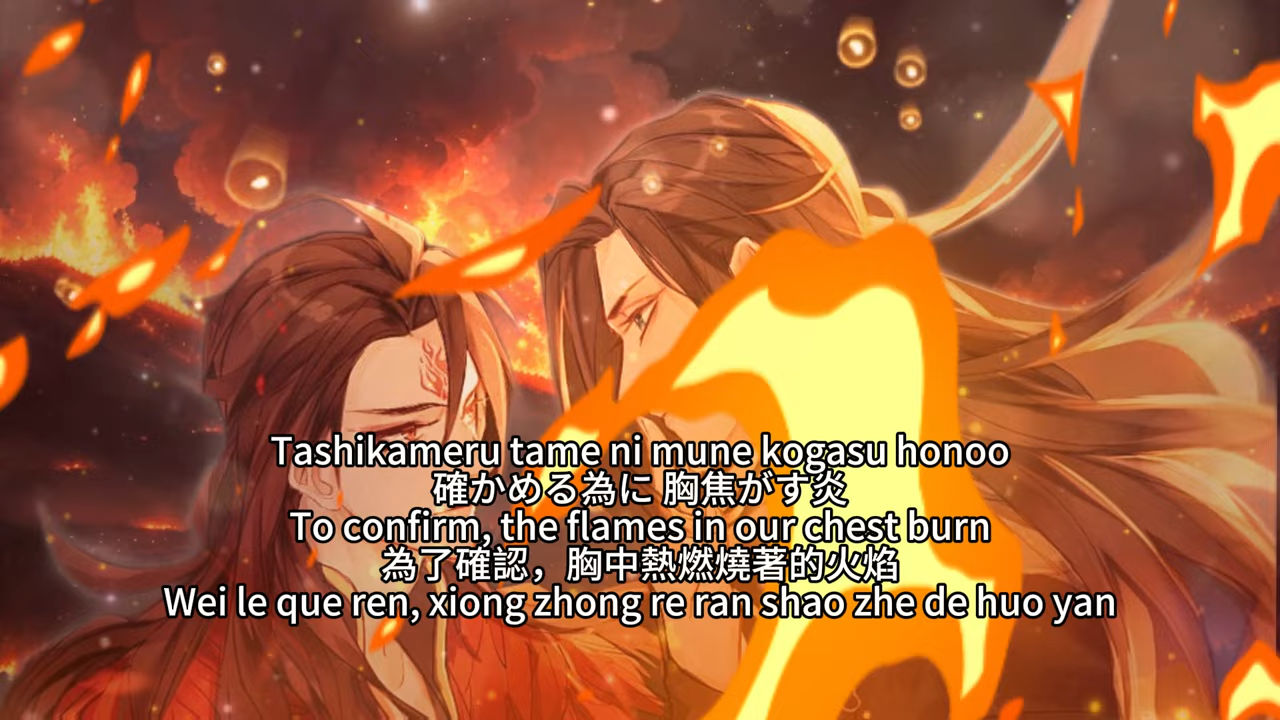 Tashikameru tame ni mune kogasu honoo
確かめる為に 胸焦がす炎
To confirm, the flames in our chest burn
為了確認，胸中熱燃燒著的火焰
Wei le que ren, xiong zhong re ran shao zhe de huo yan